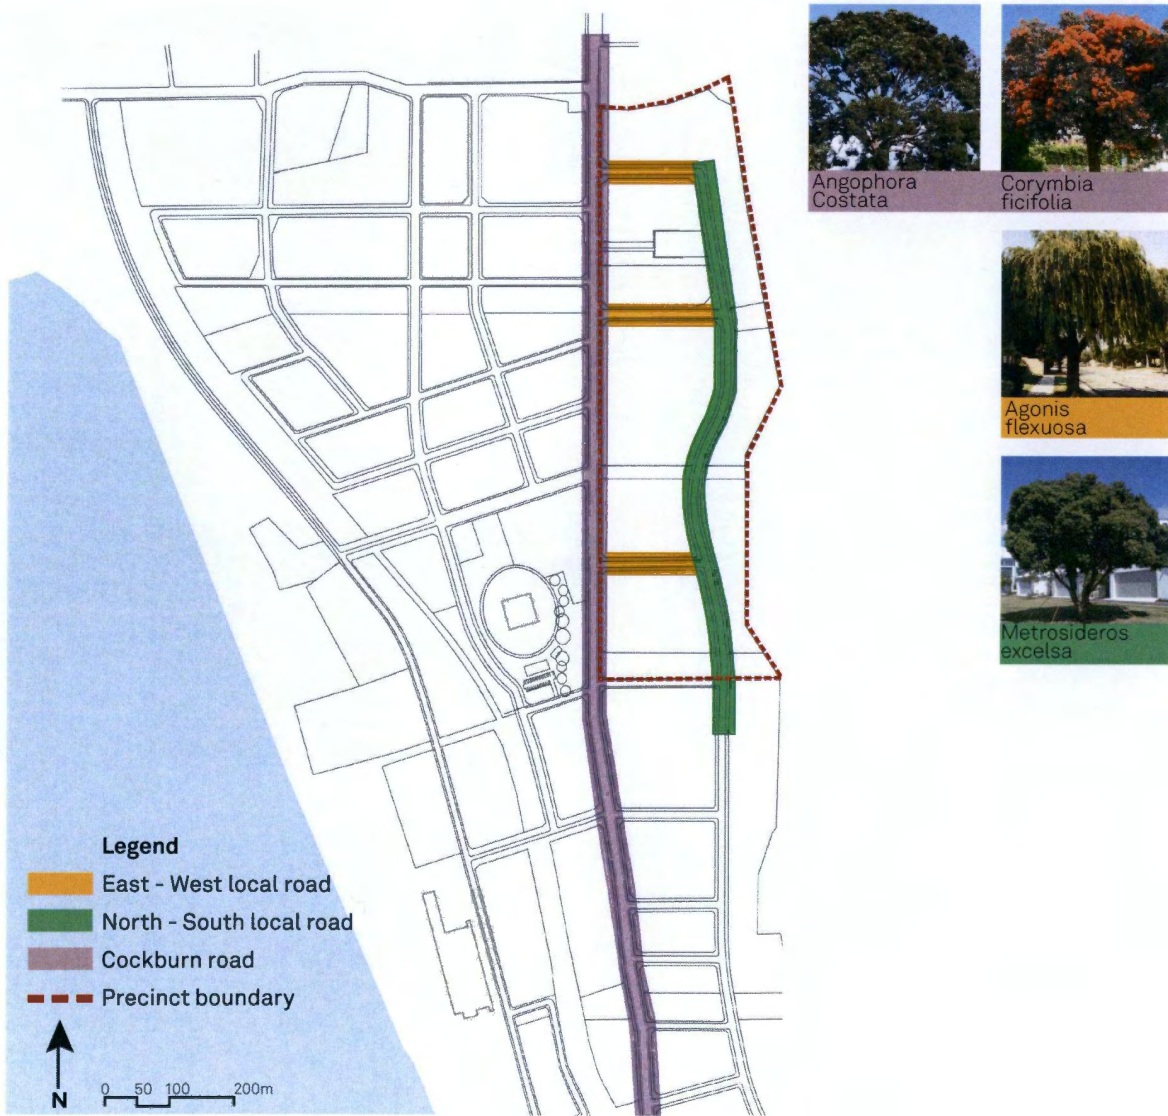 Angophora
Costata
Corymbia
ficifolia
Agonis
flexuosa
Metrosideros
excelsa
Legend
East - West local road
North - South local road
Cockburn road
Precinct boundary
N
0 50 100 200m